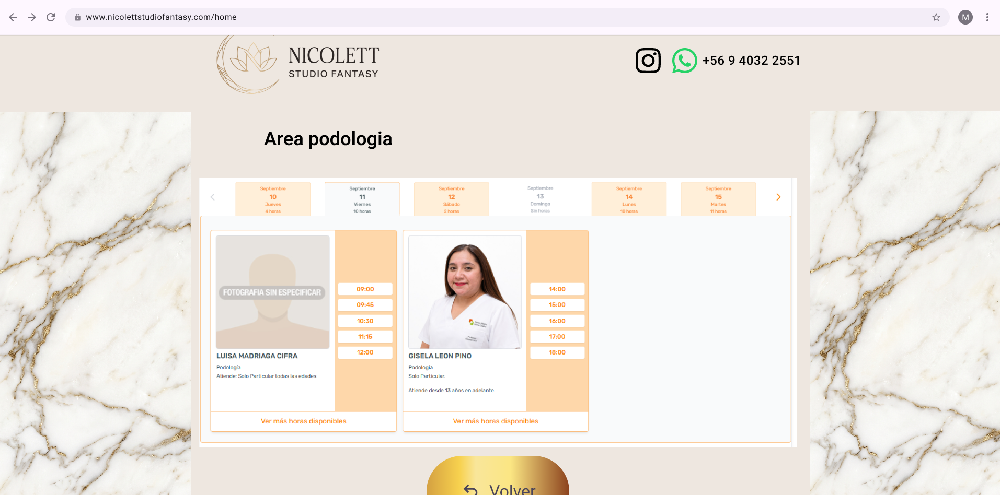 www.nicolettstudiofantasy.com/home
M
NICOLETT
STUDIO FANTASY
+56 9 4032 2551
Area podologia
Septiembre
10
Jueves
4 horas
Septiembre
11
Viernes
10 horas
Septiembre
12
Sábado
2 horas
Septiembre
13
Domingo
Sin horas
Septiembre
14
Lunes
10 horas
Septiembre
15
Martes
11 horas
FOTOGRAFIA SIN ESPECIFICAR
LUISA MADRIAGA CIFRA
Podología
Atiende: Solo Particular todas las edades
09:00
09:45
10:30
11:15
12:00
Ver más horas disponibles
GISELA LEON PINO
Podología
Solo Particular.
Atiende desde 13 años en adelante.
14:00
15:00
16:00
17:00
18:00
Ver más horas disponibles
Volver